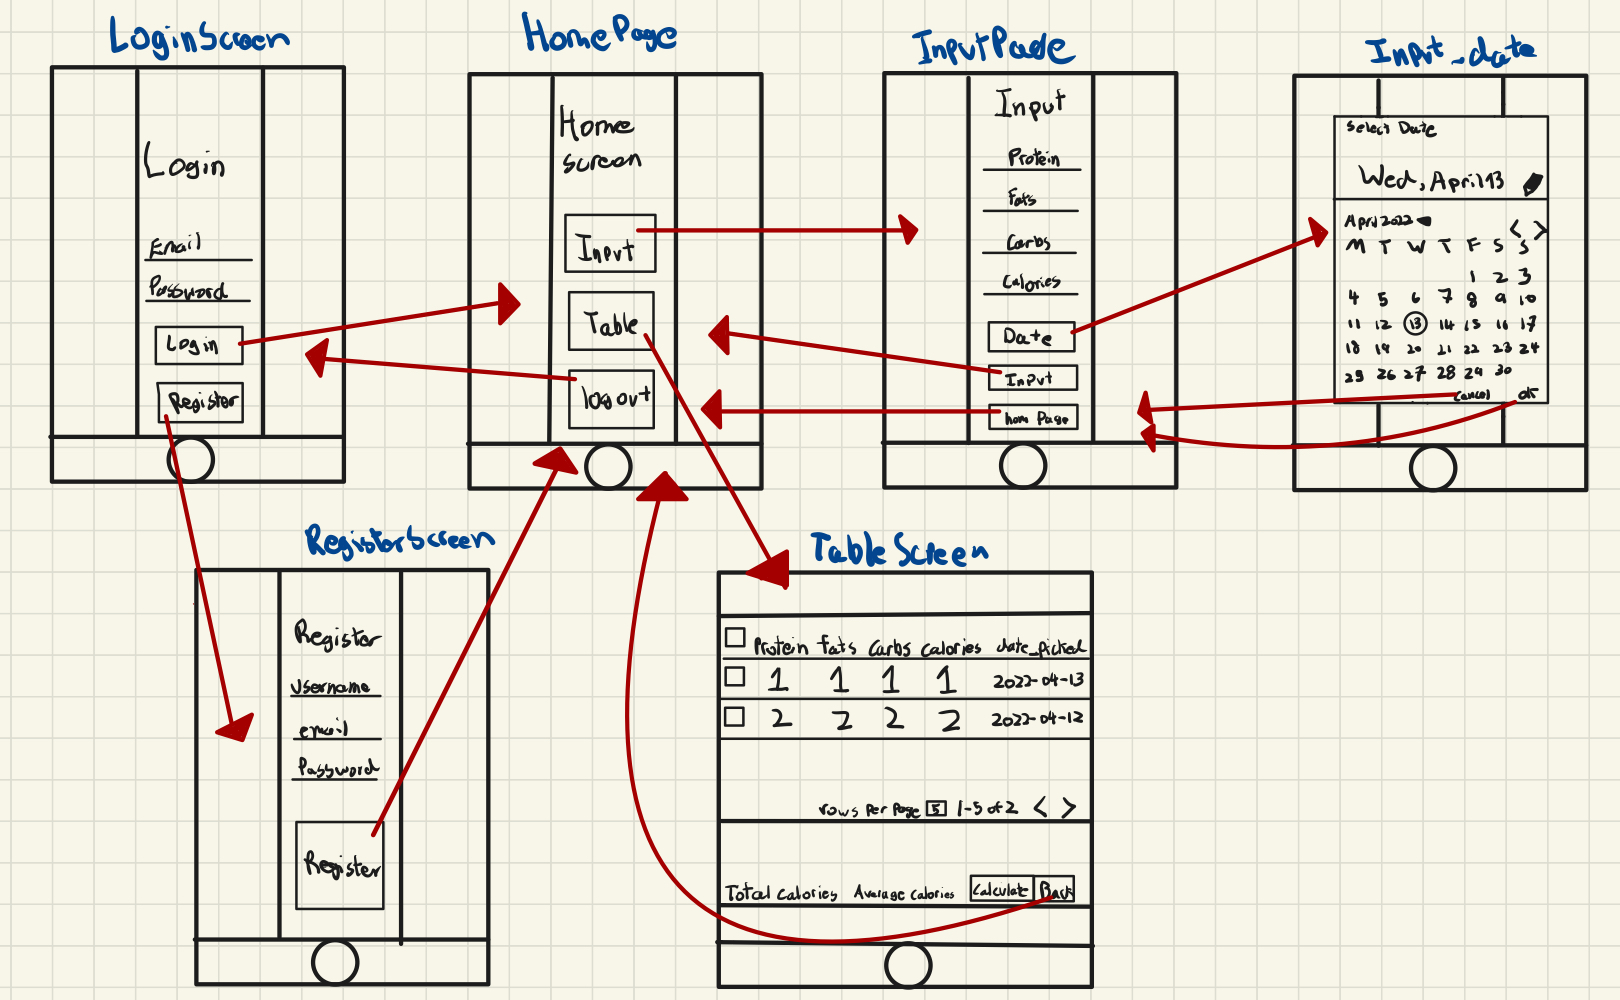 LoginScreen
Login
Email
Password
Login
Register
HomePage
Home
screen
Input
Table
logout
InputPage
Input
Protein
Fats
Carbs
Calories
Date
Input
hom Page
Input_date
Select Date
Wed, April 13
April 2022
< >
M T W T F S S
1 2 3
4 5 6 7 8 9 10
11 12 13 14 15 16 17
18 19 20 21 22 23 24
25 26 27 28 29 30
Cancel OK
RegistorScreen
Register
Username
email
Password
Register
Table Screen
Protein fats Carbs calories date_picked
1 1 1 1 2022-04-13
2 2 2 2 2022-04-12
rows per page 5 1-5 of 2 < >
Total calories Average calories Calculate Back